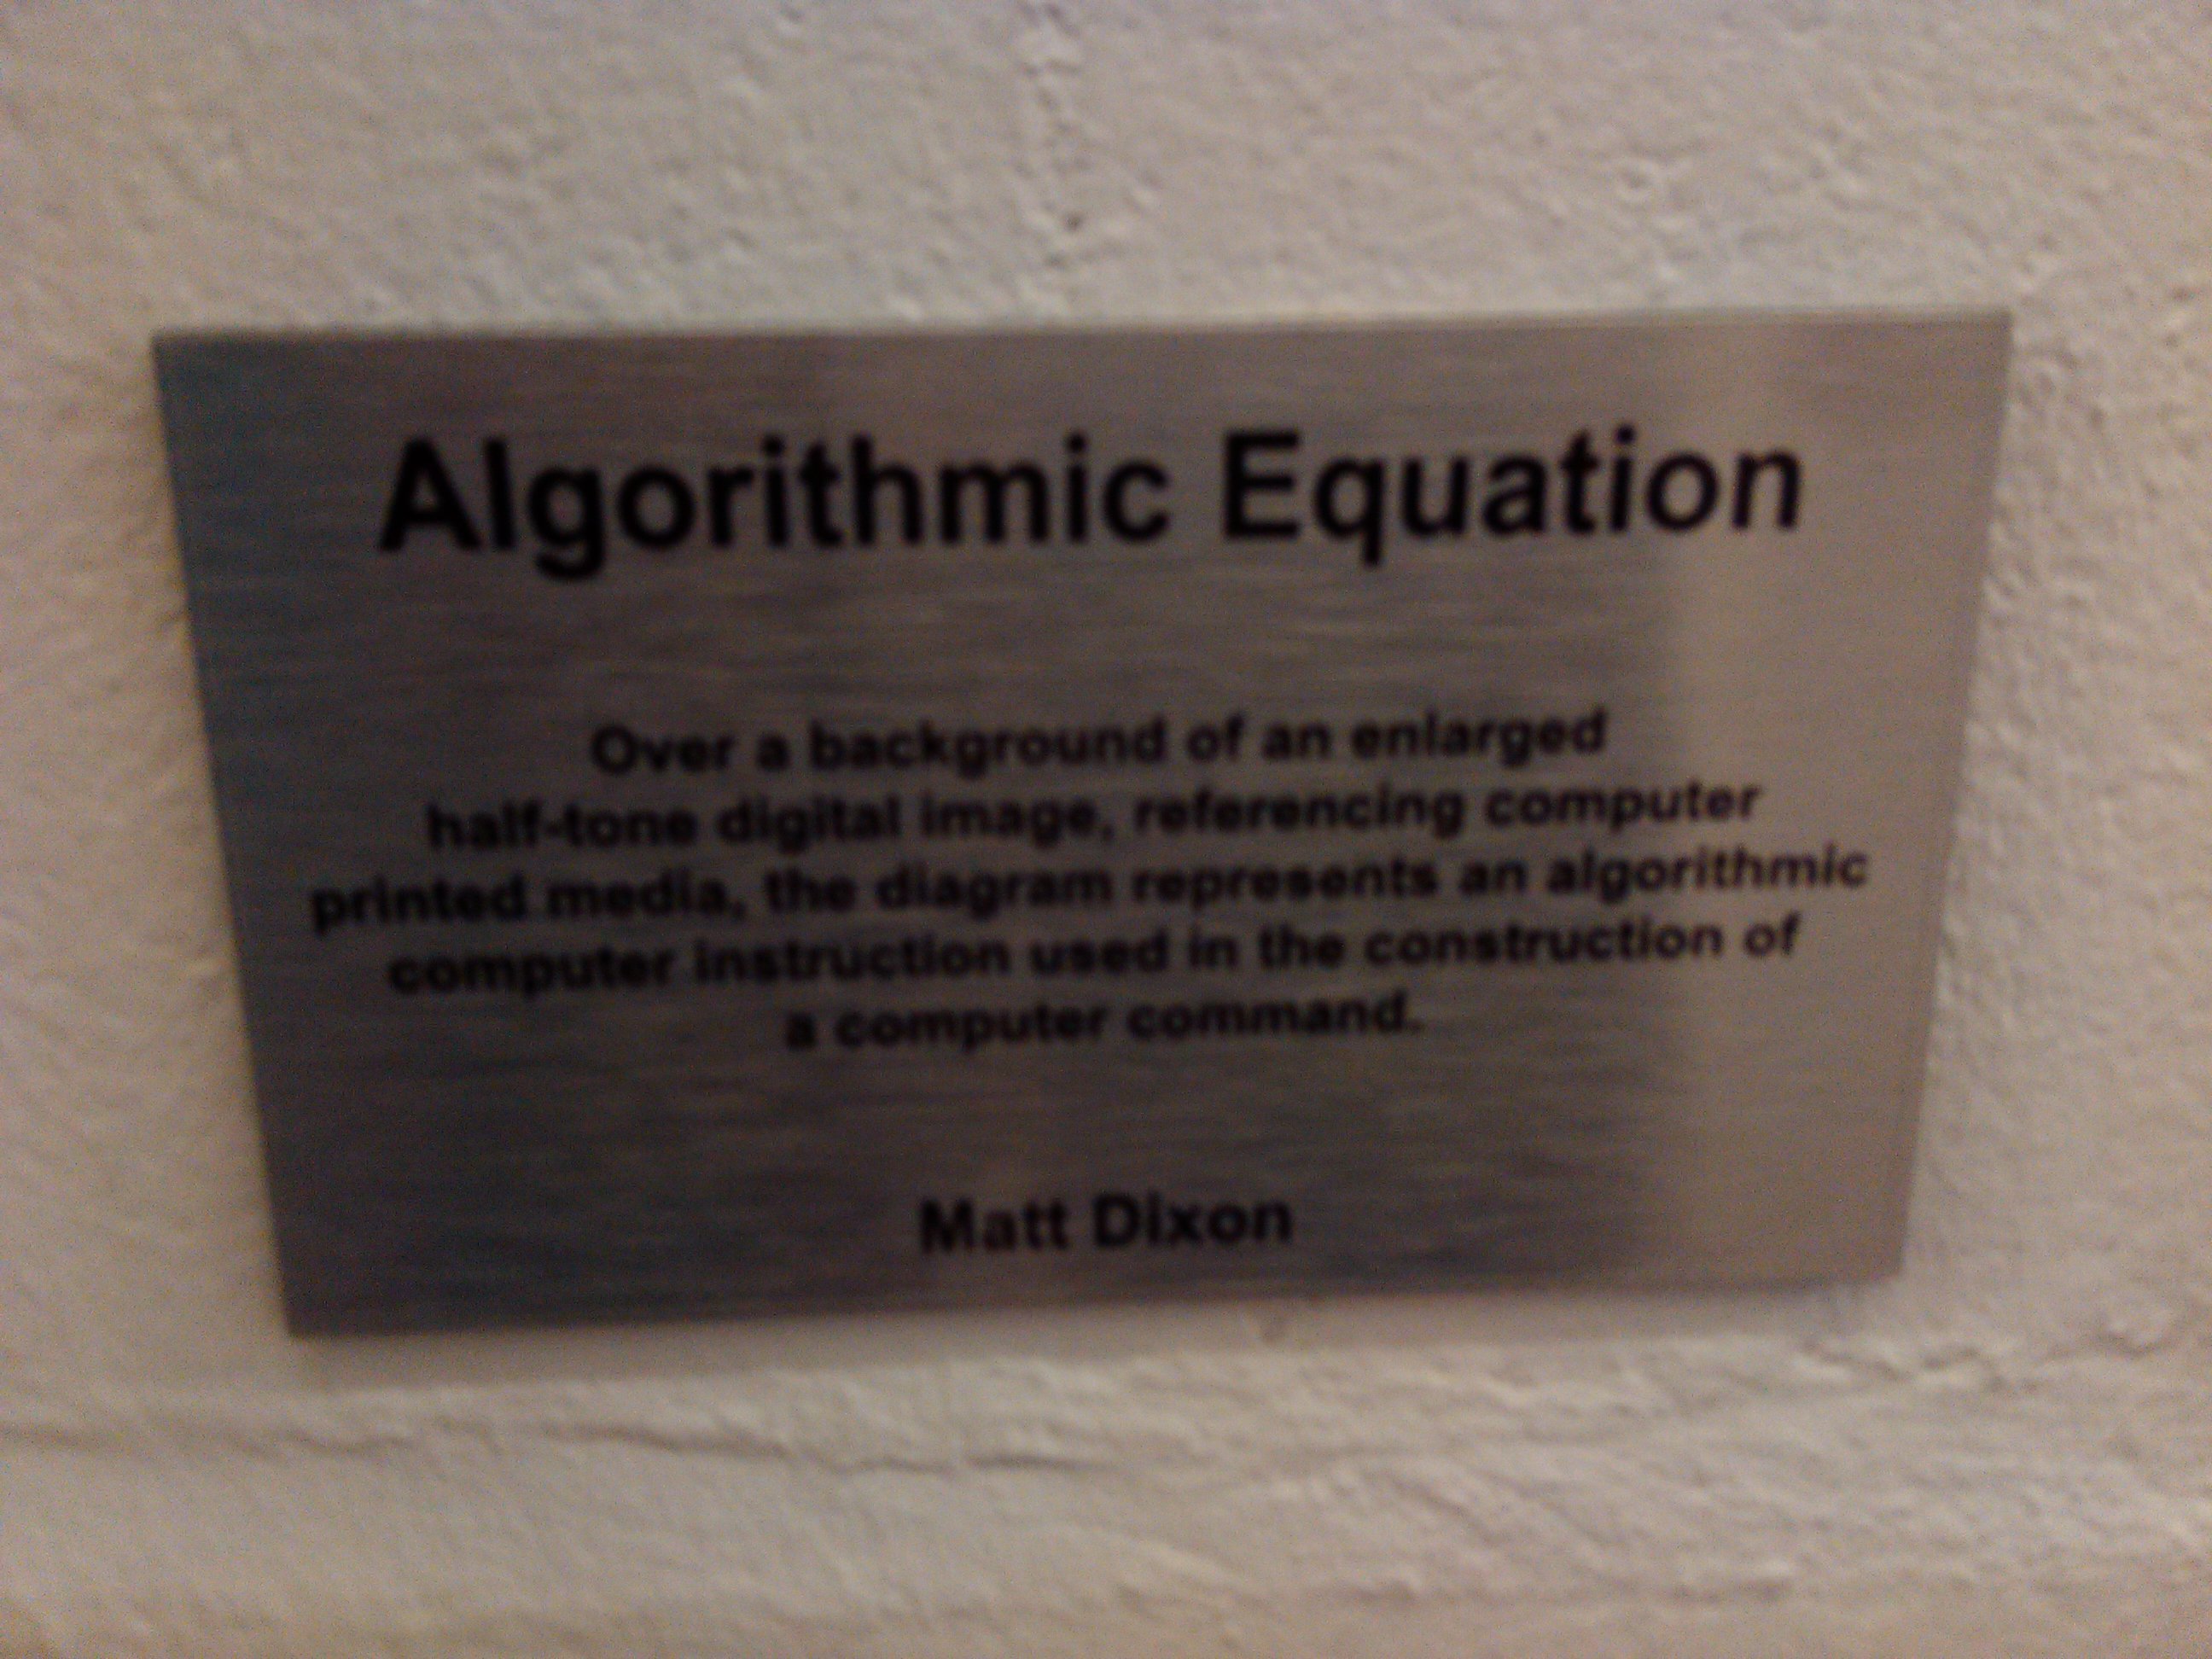 Algorithmic Equation
Over a background of an enlarged
half-tone digital image, referencing computer
printed media, the diagram represents an algorithmic
computer instruction used in the construction of
a computer command.
Matt Dixon